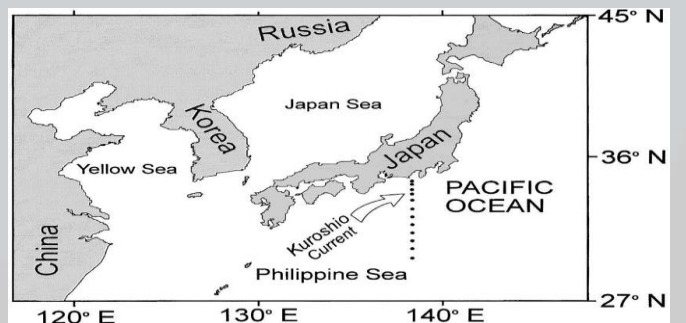 45° N
Russia
Japan Sea
Korea
Japan
Yellow Sea
36° N
PACIFIC
OCEAN
Kuroshio
Current
China
Philippine Sea
27° N
120° E
130° E
140° E